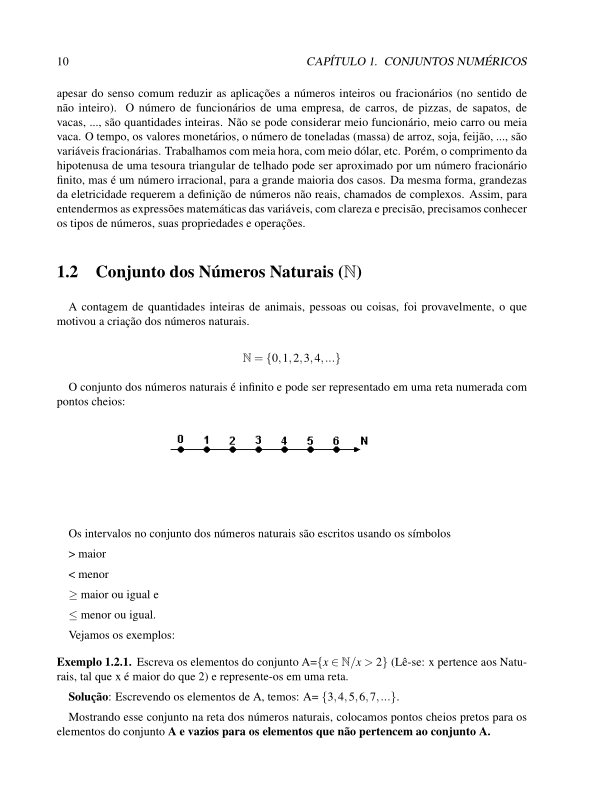 10 CAPÍTULO 1. CONJUNTOS NUMÉRICOS
apesar do senso comum reduzir as aplicações a números inteiros ou fracionários (no sentido de
não inteiro). O número de funcionários de uma empresa, de carros, de pizzas, de sapatos, de
vacas, ..., são quantidades inteiras. Não se pode considerar meio funcionário, meio carro ou meia
vaca. O tempo, os valores monetários, o número de toneladas (massa) de arroz, soja, feijão, ..., são
variáveis fracionárias. Trabalhamos com meia hora, com meio dólar, etc. Porém, o comprimento da
hipotenusa de uma tesoura triangular de telhado pode ser aproximado por um número fracionário
finito, mas é um número irracional, para a grande maioria dos casos. Da mesma forma, grandezas
da eletricidade requerem a definição de números não reais, chamados de complexos. Assim, para
entendermos as expressões matemáticas das variáveis, com clareza e precisão, precisamos conhecer
os tipos de números, suas propriedades e operações.
1.2 Conjunto dos Números Naturais (ℕ)
A contagem de quantidades inteiras de animais, pessoas ou coisas, foi provavelmente, o que
motivou a criação dos números naturais.
ℕ = {0,1,2,3,4,...}
O conjunto dos números naturais é infinito e pode ser representado em uma reta numerada com
pontos cheios:
0 1 2 3 4 5 6 N
Os intervalos no conjunto dos números naturais são escritos usando os símbolos
> maior
< menor
≥ maior ou igual e
≤ menor ou igual.
Vejamos os exemplos:
Exemplo 1.2.1. Escreva os elementos do conjunto A={x ∈ ℕ/x > 2} (Lê-se: x pertence aos Natu-
rais, tal que x é maior do que 2) e represente-os em uma reta.
Solução: Escrevendo os elementos de A, temos: A= {3,4,5,6,7,...}.
Mostrando esse conjunto na reta dos números naturais, colocamos pontos cheios pretos para os
elementos do conjunto A e vazios para os elementos que não pertencem ao conjunto A.